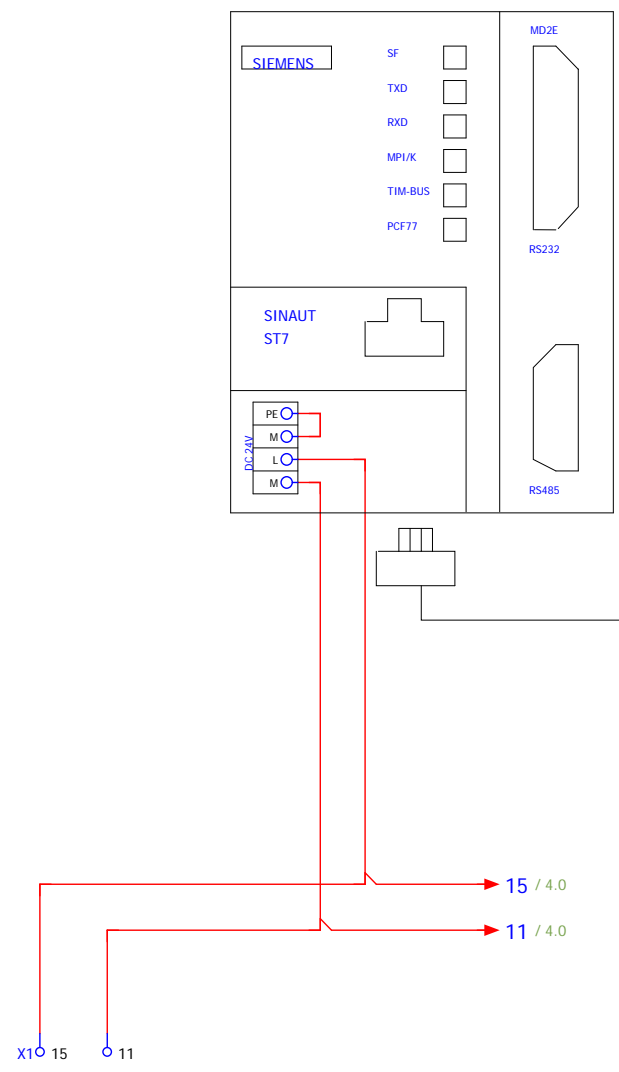 MD2E
SIEMENS
SF
TXD
RXD
MPI/K
TIM-BUS
PCF77
RS232
SINAUT
ST7
DC 24V
PE
M
L
M
RS485
15 / 4.0
11 / 4.0
X1 15
11